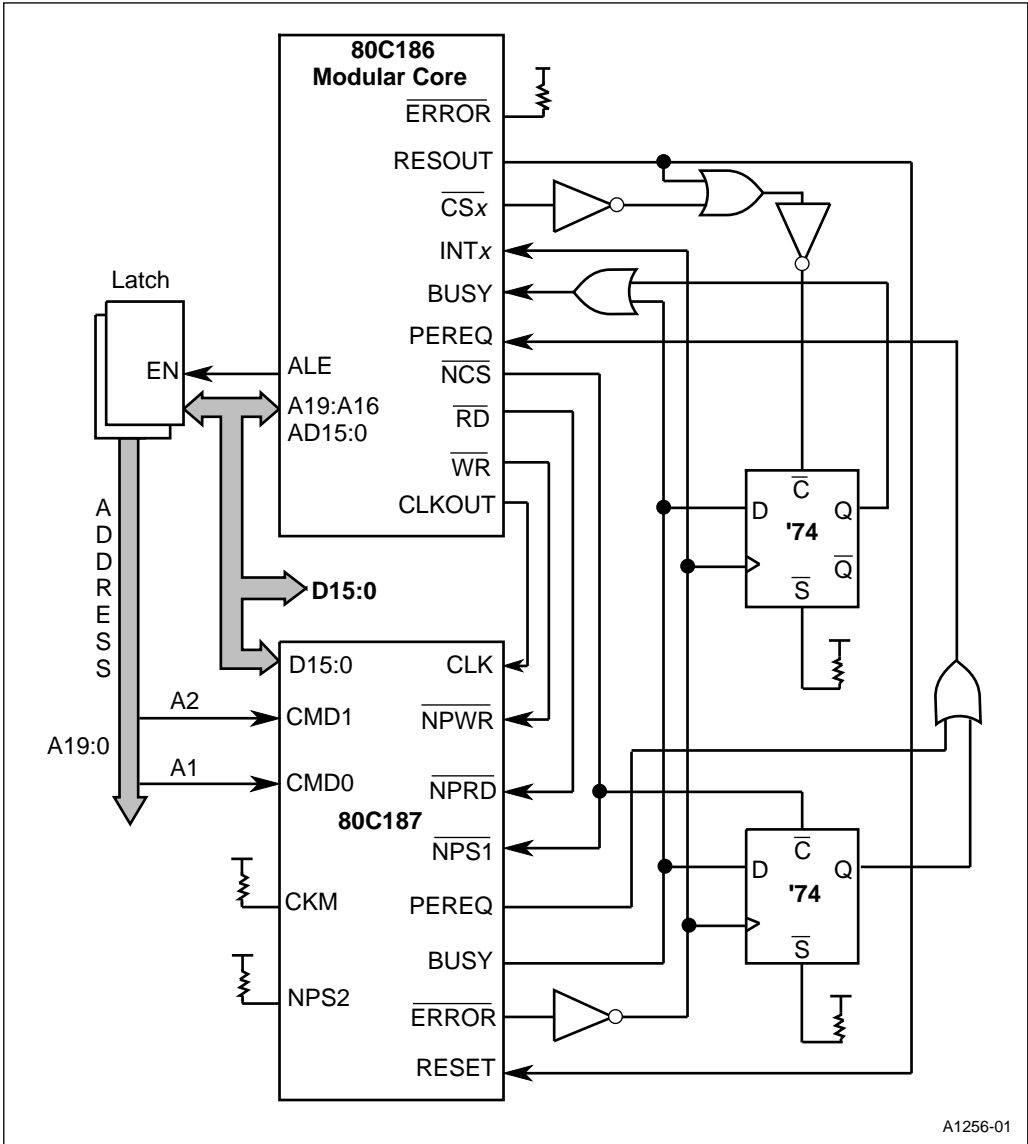 80C186
Modular Core
ERROR
RESOUT
CSx
INTx
BUSY
PEREQ
NCS
RD
WR
CLKOUT
ALE
A19:A16
AD15:0
Latch
EN
ADDRESS
D15:0
A2
A1
A19:0
C
D
Q
'74
Q
S
D15:0
CLK
CMD1
NPWR
CMD0
NPRD
80C187
NPS1
CKM
PEREQ
BUSY
NPS2
ERROR
RESET
C
D
Q
'74
S
A1256-01